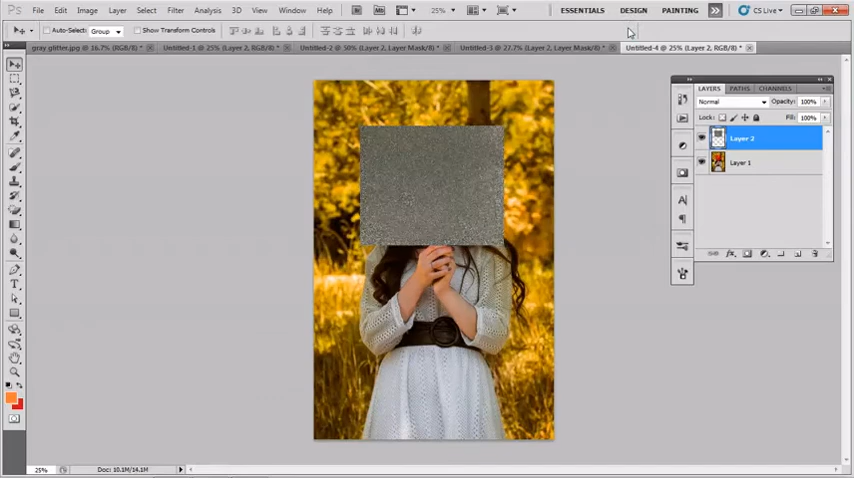 Ps File Edit Image Layer Select Filter Analysis 3D View Window Help Br Mb 25% ESSENTIALS DESIGN PAINTING CS Live
Auto-Select: Group Show Transform Controls
gray glitter.jpg @ 16.7% (RGB/8) * Untitled-1 @ 25% (Layer 2, RGB/8) * Untitled-2 @ 50% (Layer 2, Layer Mask/8) * Untitled-3 @ 27.7% (Layer 2, Layer Mask/8) * Untitled-4 @ 25% (Layer 2, RGB/8) *
LAYERS PATHS CHANNELS
Normal Opacity: 100%
Lock: Fill: 100%
Layer 2
Layer 1
25% Doc: 10.1M/14.1M